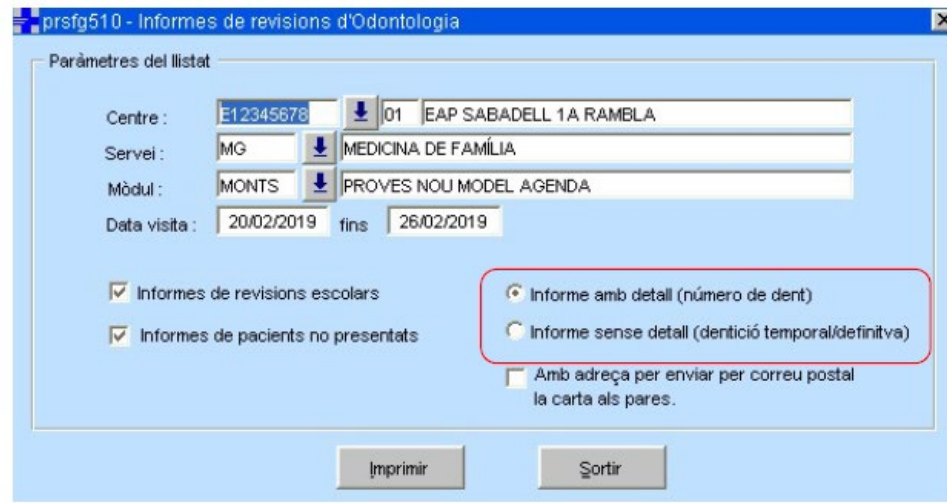 prsfg510 - Informes de revisions d'Odontologia
Paràmetres del llistat
Centre : E12345678 01 EAP SABADELL 1A RAMBLA
Servei : MG MEDICINA DE FAMÍLIA
Mòdul : MONTS PROVES NOU MODEL AGENDA
Data visita : 20/02/2019 fins 26/02/2019
Informes de revisions escolars
Informe amb detall (número de dent)
Informes de pacients no presentats
Informe sense detall (dentició temporal/definitva)
Amb adreça per enviar per correu postal
la carta als pares.
Imprimir Sortir